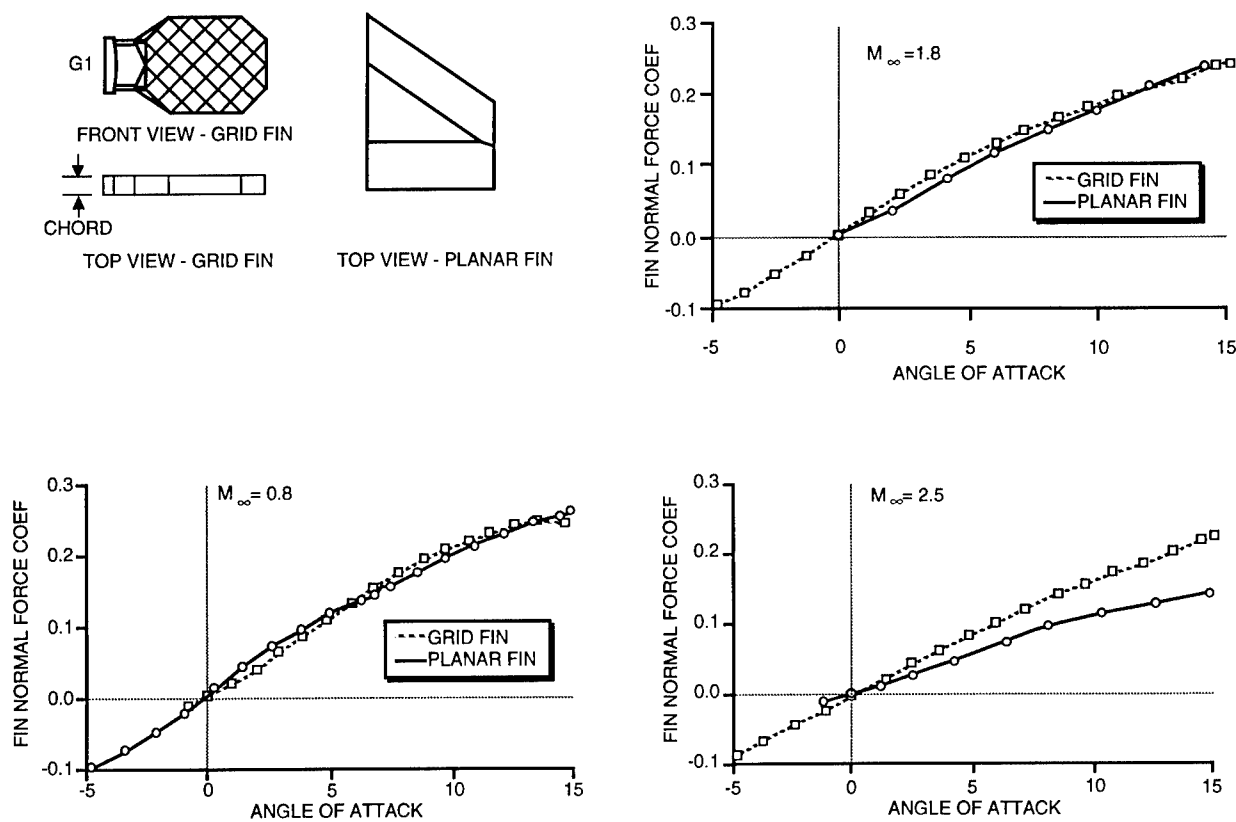 G1
FRONT VIEW - GRID FIN
CHORD
TOP VIEW - GRID FIN
TOP VIEW - PLANAR FIN
FIN NORMAL FORCE COEF
0.3
0.2
0.1
0.0
-0.1
M∞=1.8
GRID FIN
PLANAR FIN
-5 0 5 10 15
ANGLE OF ATTACK
FIN NORMAL FORCE COEF
0.3
0.2
0.1
0.0
-0.1
M∞= 0.8
GRID FIN
PLANAR FIN
-5 0 5 10 15
ANGLE OF ATTACK
FIN NORMAL FORCE COEF
0.3
0.2
0.1
0.0
-0.1
M∞= 2.5
GRID FIN
PLANAR FIN
-5 0 5 10 15
ANGLE OF ATTACK